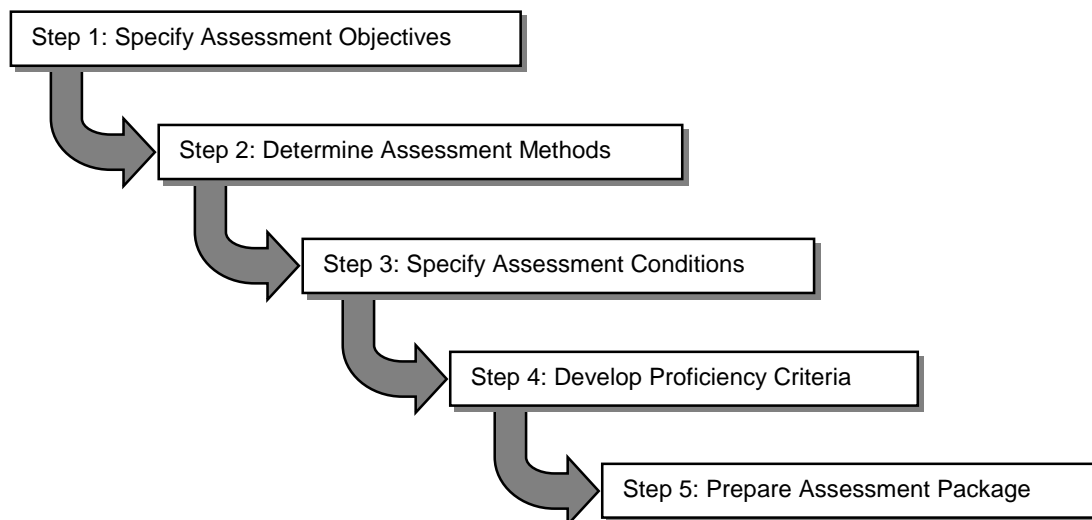 Step 1: Specify Assessment Objectives
Step 2: Determine Assessment Methods
Step 3: Specify Assessment Conditions
Step 4: Develop Proficiency Criteria
Step 5: Prepare Assessment Package